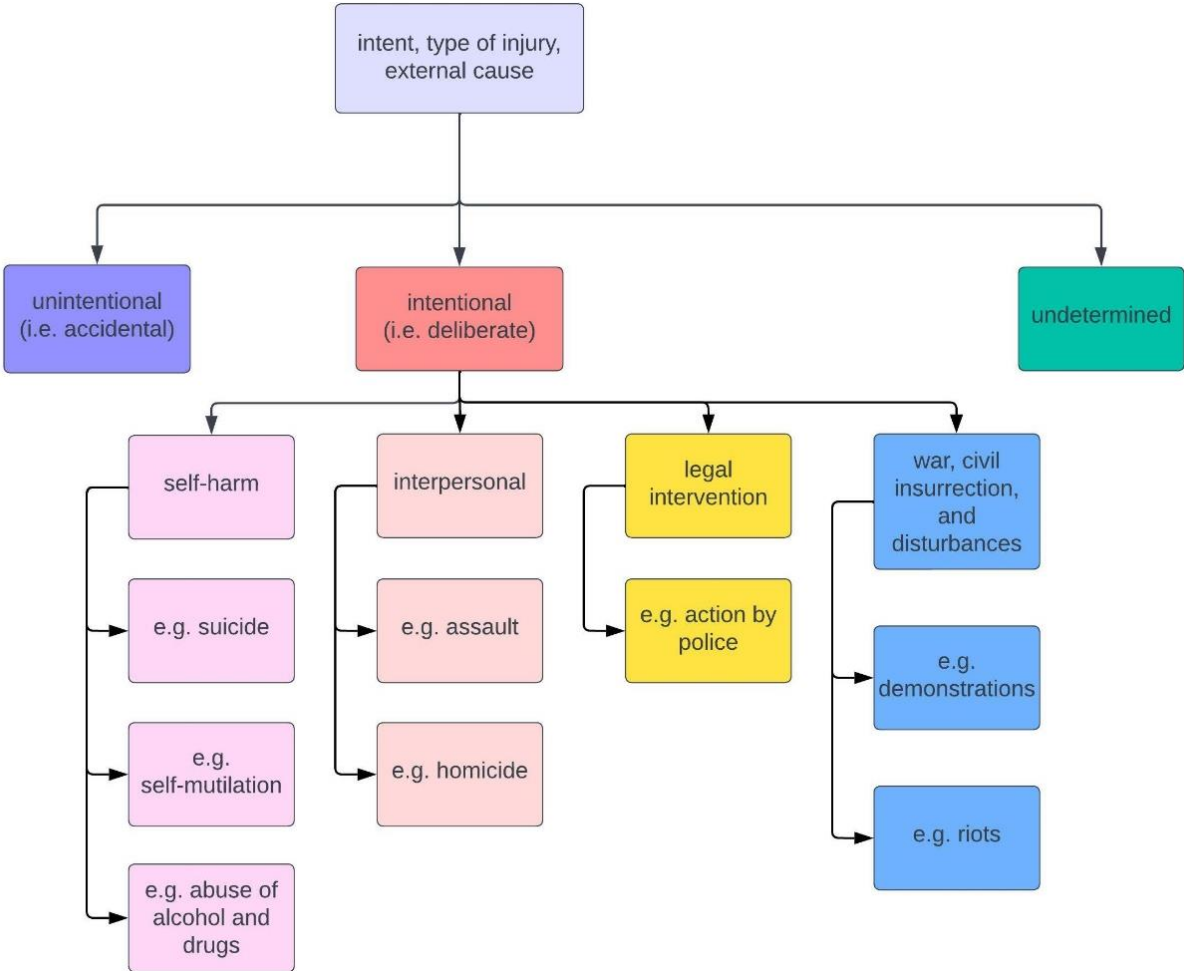 intent, type of injury,
external cause
unintentional
(i.e. accidental)
intentional
(i.e. deliberate)
undetermined
self-harm
interpersonal
legal
intervention
war, civil
insurrection,
and
disturbances
e.g. suicide
e.g. assault
e.g. action by
police
e.g.
demonstrations
e.g.
self-mutilation
e.g. homicide
e.g. riots
e.g. abuse of
alcohol and
drugs